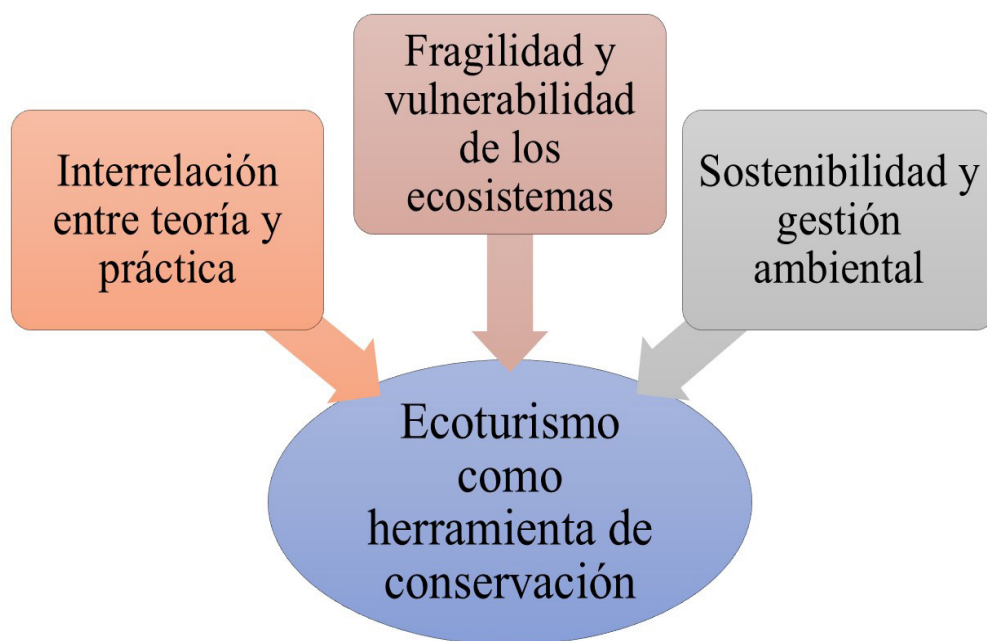 Interrelación
entre teoría y
práctica
Fragilidad y
vulnerabilidad
de los
ecosistemas
Sostenibilidad y
gestión
ambiental
Ecoturismo
como
herramienta de
conservación